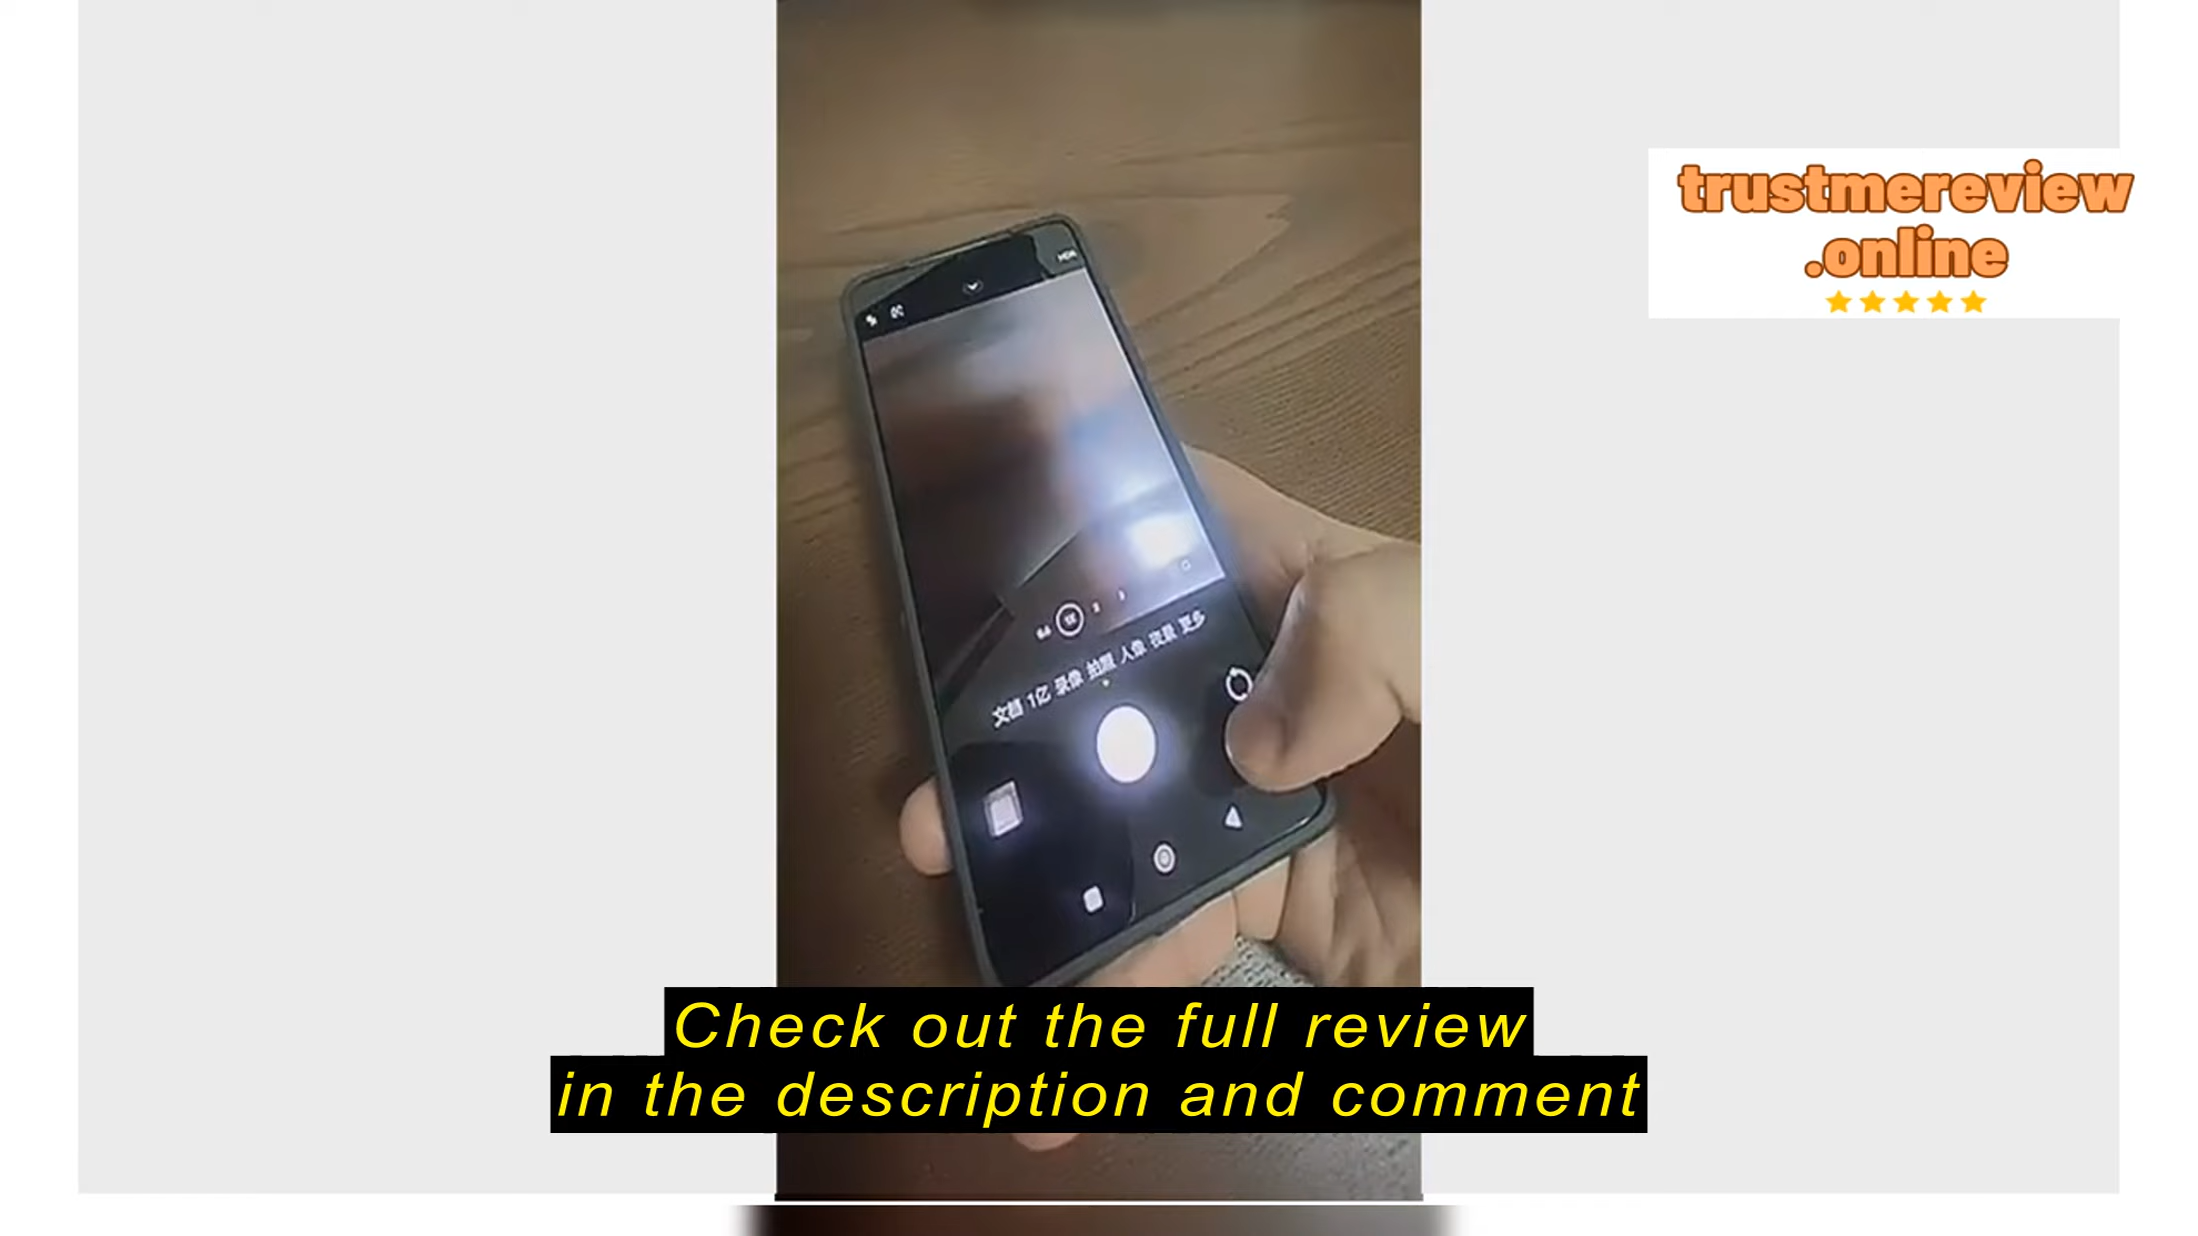 trustmereview
.online
HDR
文档 1亿 录像 拍照 人像 夜景 更多
Check out the full review
in the description and comment